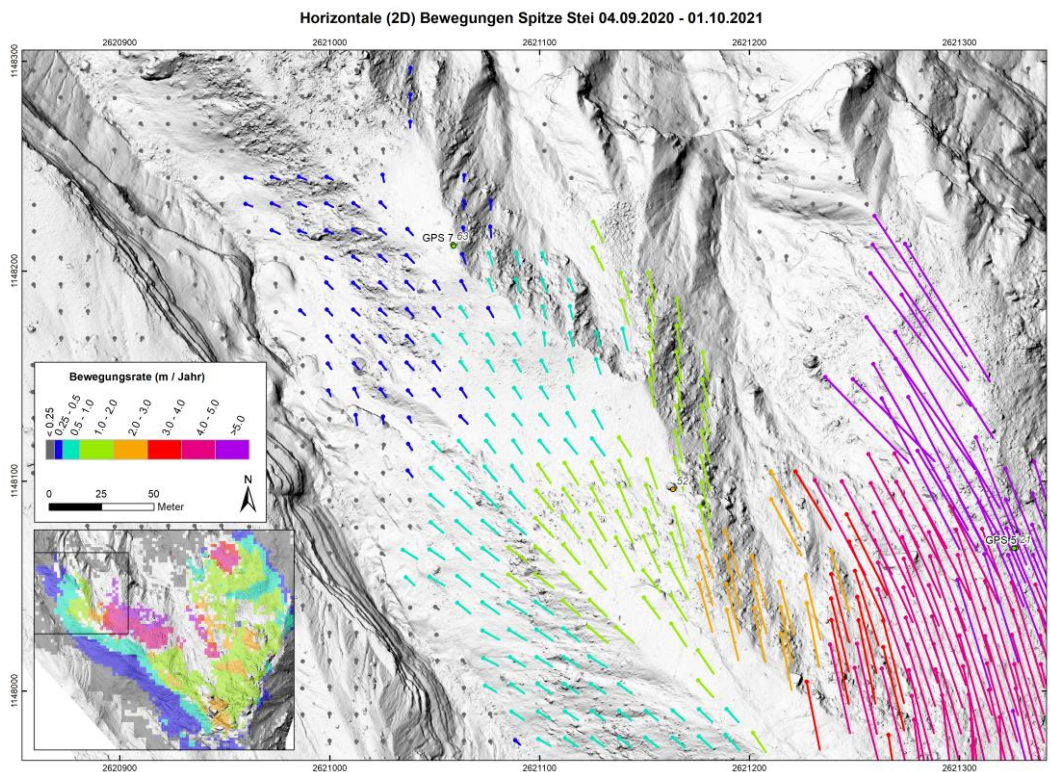 Horizontale (2D) Bewegungen Spitze Stei 04.09.2020 - 01.10.2021
2620900 2621000 2621100 2621200 2621300
1148300
GPS 7 63
1148200
Bewegungsrate (m / Jahr)
< 0.25 0.25 - 0.5 0.5 - 1.0 1.0 - 2.0 2.0 - 3.0 3.0 - 4.0 4.0 - 5.0 >5.0
0 25 50 Meter
N
1148100
GPS 5 21
1148000
2620900 2621000 2621100 2621200 2621300